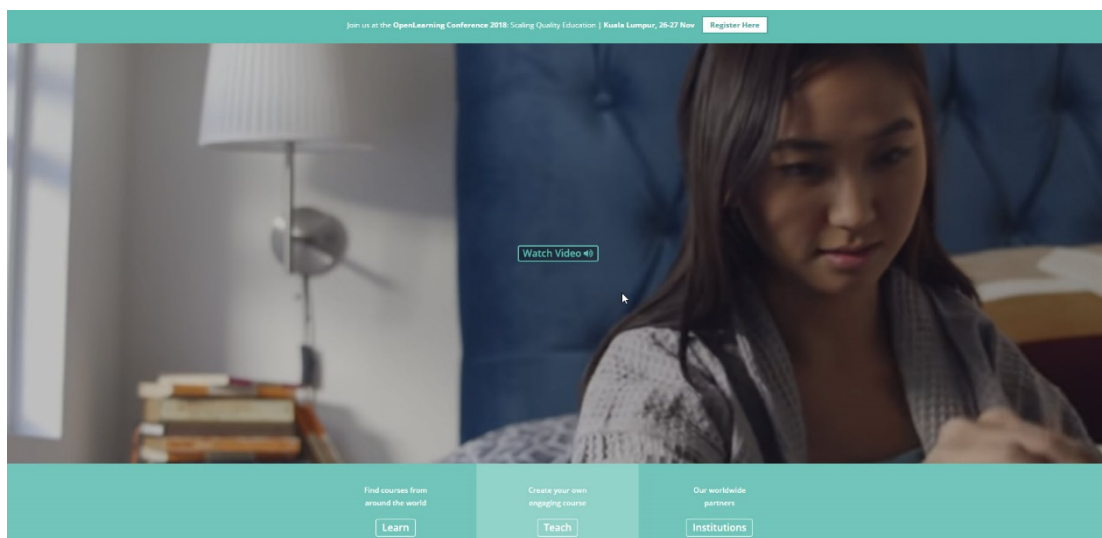 Join us at the OpenLearning Conference 2018: Scaling Quality Education | Kuala Lumpur, 26-27 Nov
Register Here
Watch Video
Find courses from
around the world
Learn
Create your own
engaging course
Teach
Our worldwide
partners
Institutions